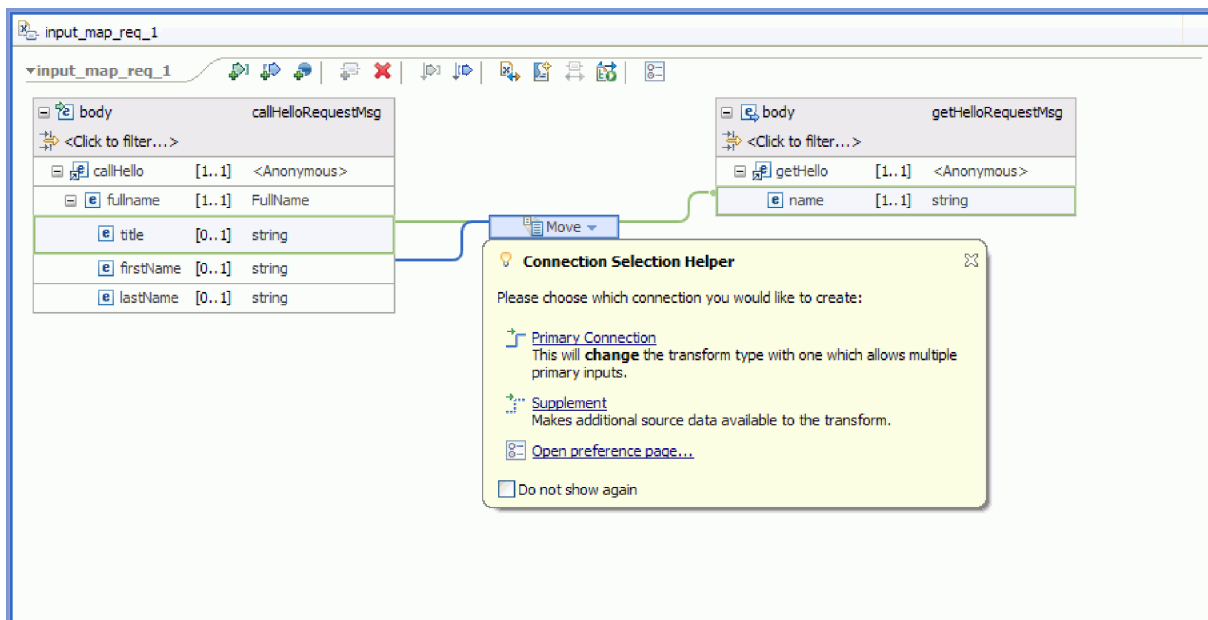 input_map_req_1
input_map_req_1
body callHelloRequestMsg
<Click to filter...>
callHello [1..1] <Anonymous>
fullname [1..1] FullName
title [0..1] string
firstName [0..1] string
lastName [0..1] string
Move
body getHelloRequestMsg
<Click to filter...>
getHello [1..1] <Anonymous>
name [1..1] string
Connection Selection Helper
Please choose which connection you would like to create:
Primary Connection
This will change the transform type with one which allows multiple
primary inputs.
Supplement
Makes additional source data available to the transform.
Open preference page...
Do not show again